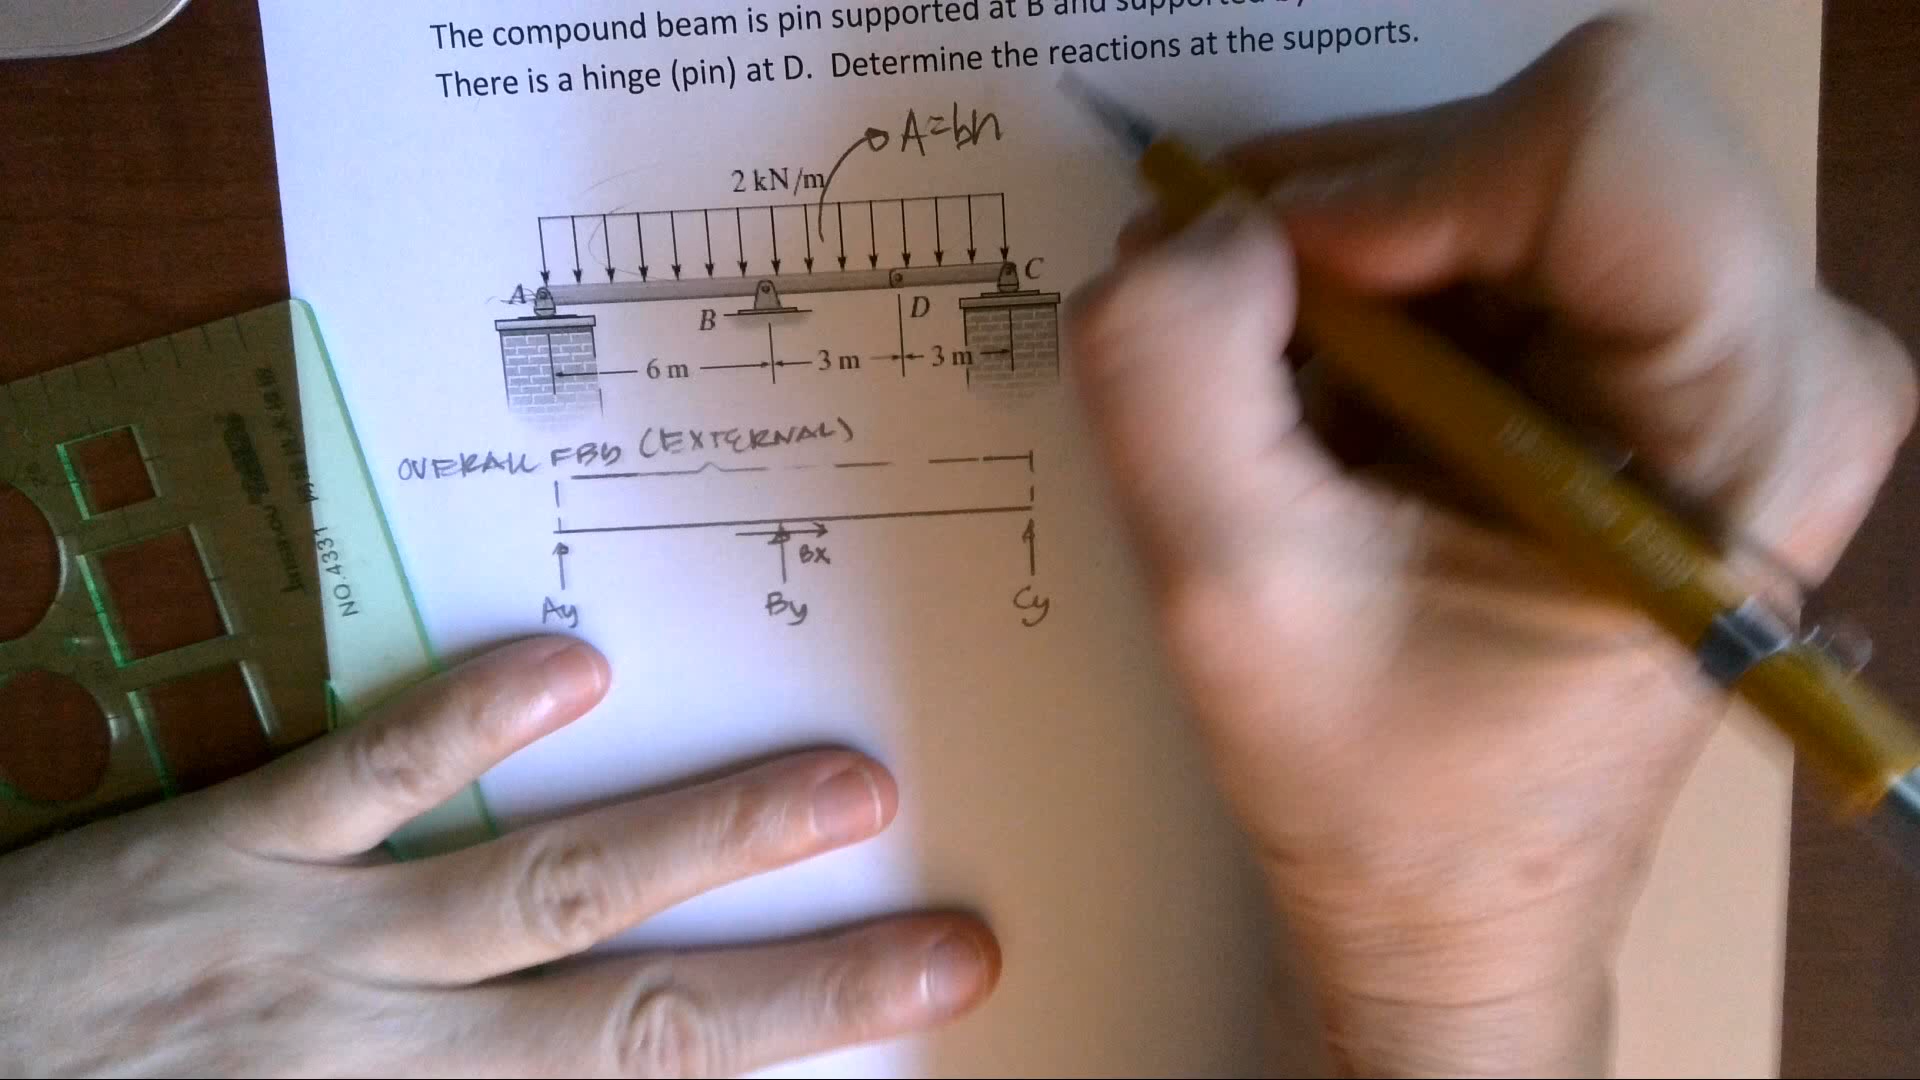 The compound beam is pin supported at B and supported
There is a hinge (pin) at D. Determine the reactions at the supports.
A=bh
2 kN/m
A
C
B
D
6 m
3 m
3 m
OVERALL FBD (EXTERNAL)
Bx
Ay
By
Cy
NO.4331